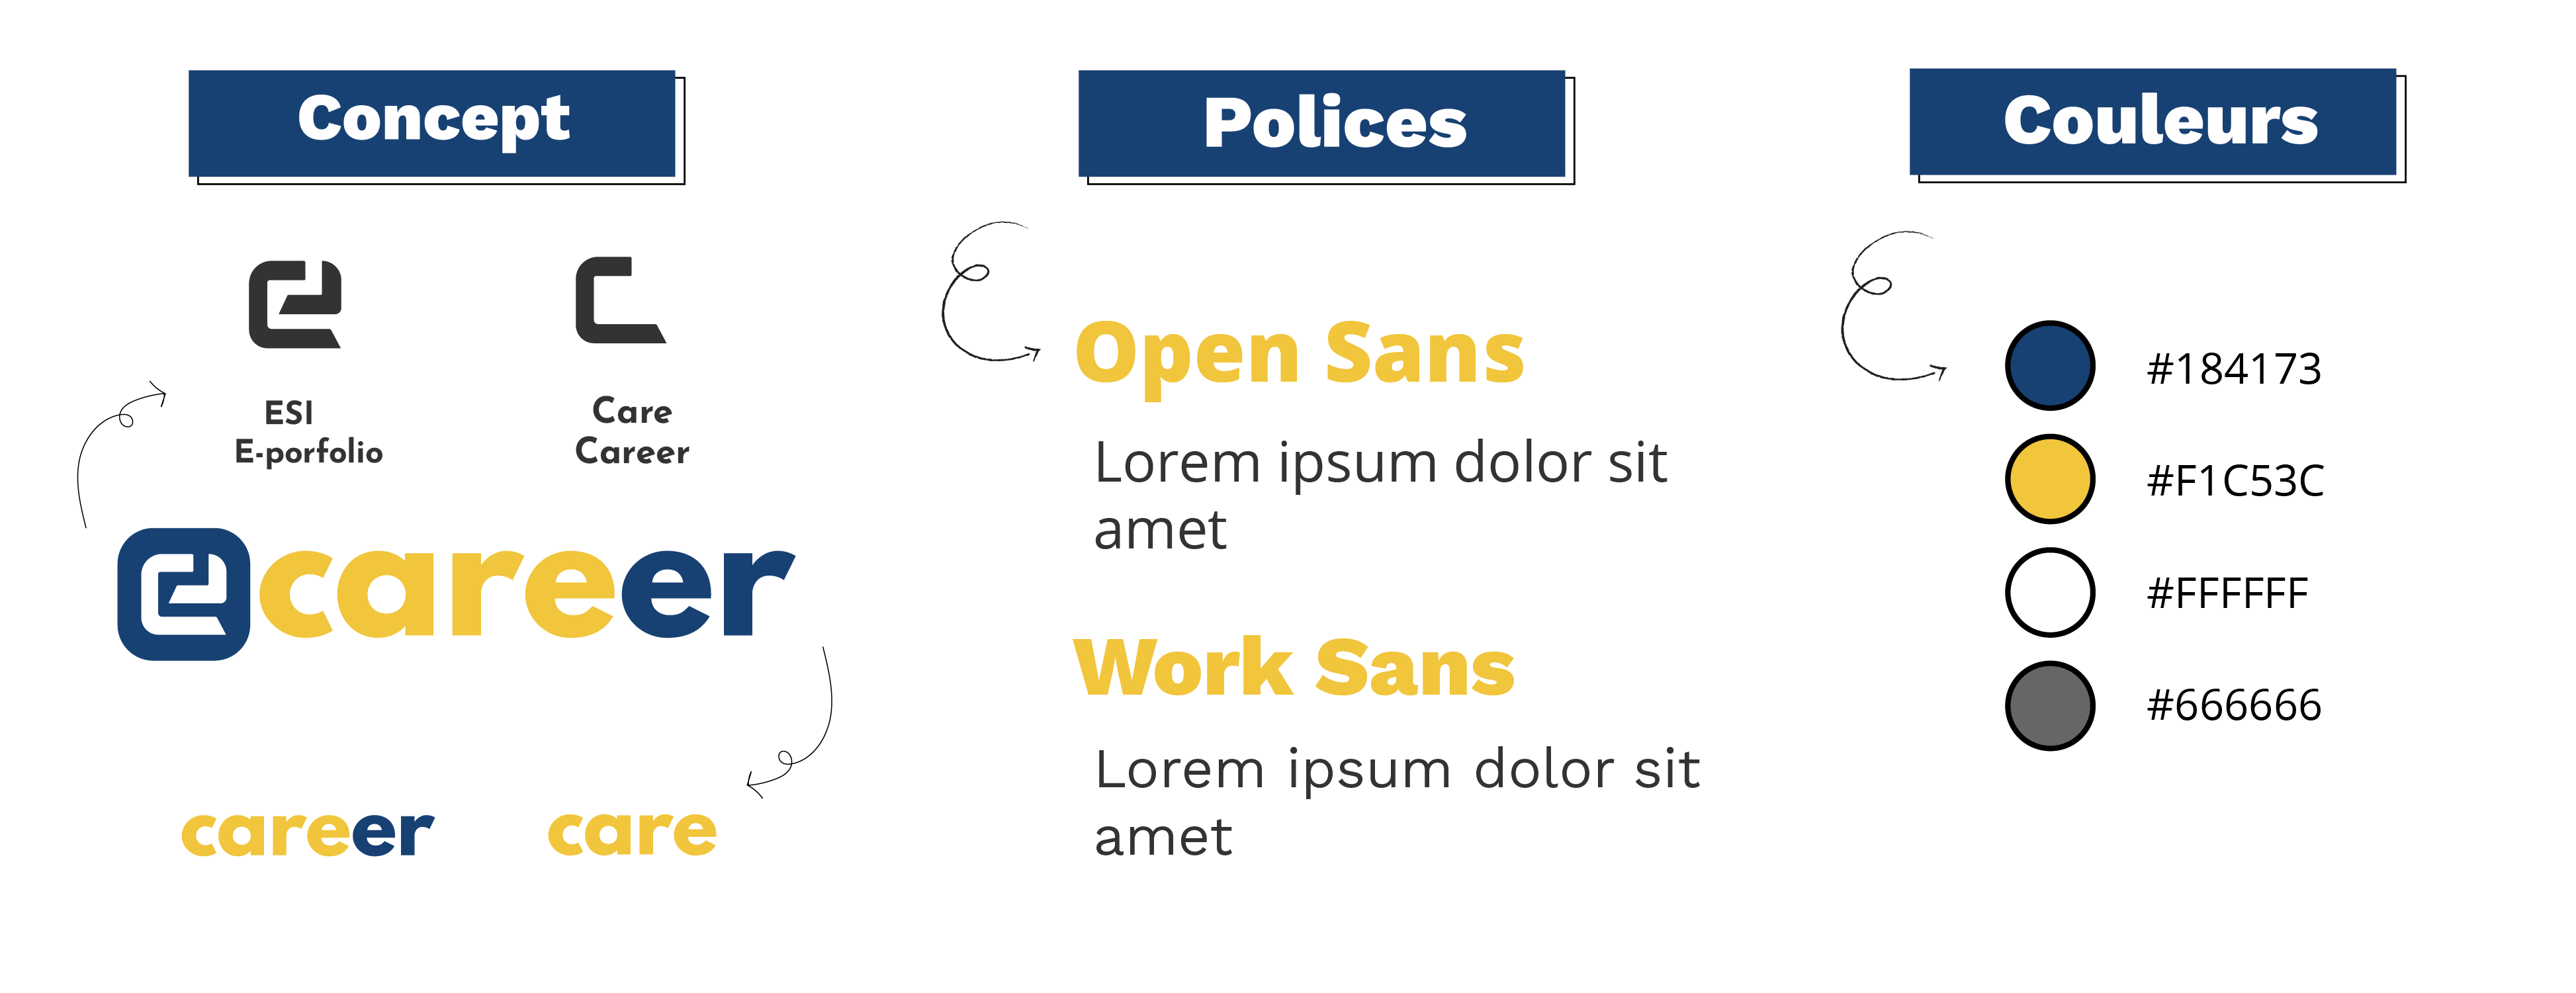 Concept
ESI
E-porfolio
Care
Career
career
career
care
Polices
Open Sans
Lorem ipsum dolor sit
amet
Work Sans
Lorem ipsum dolor sit
amet
Couleurs
#184173
#F1C53C
#FFFFFF
#666666